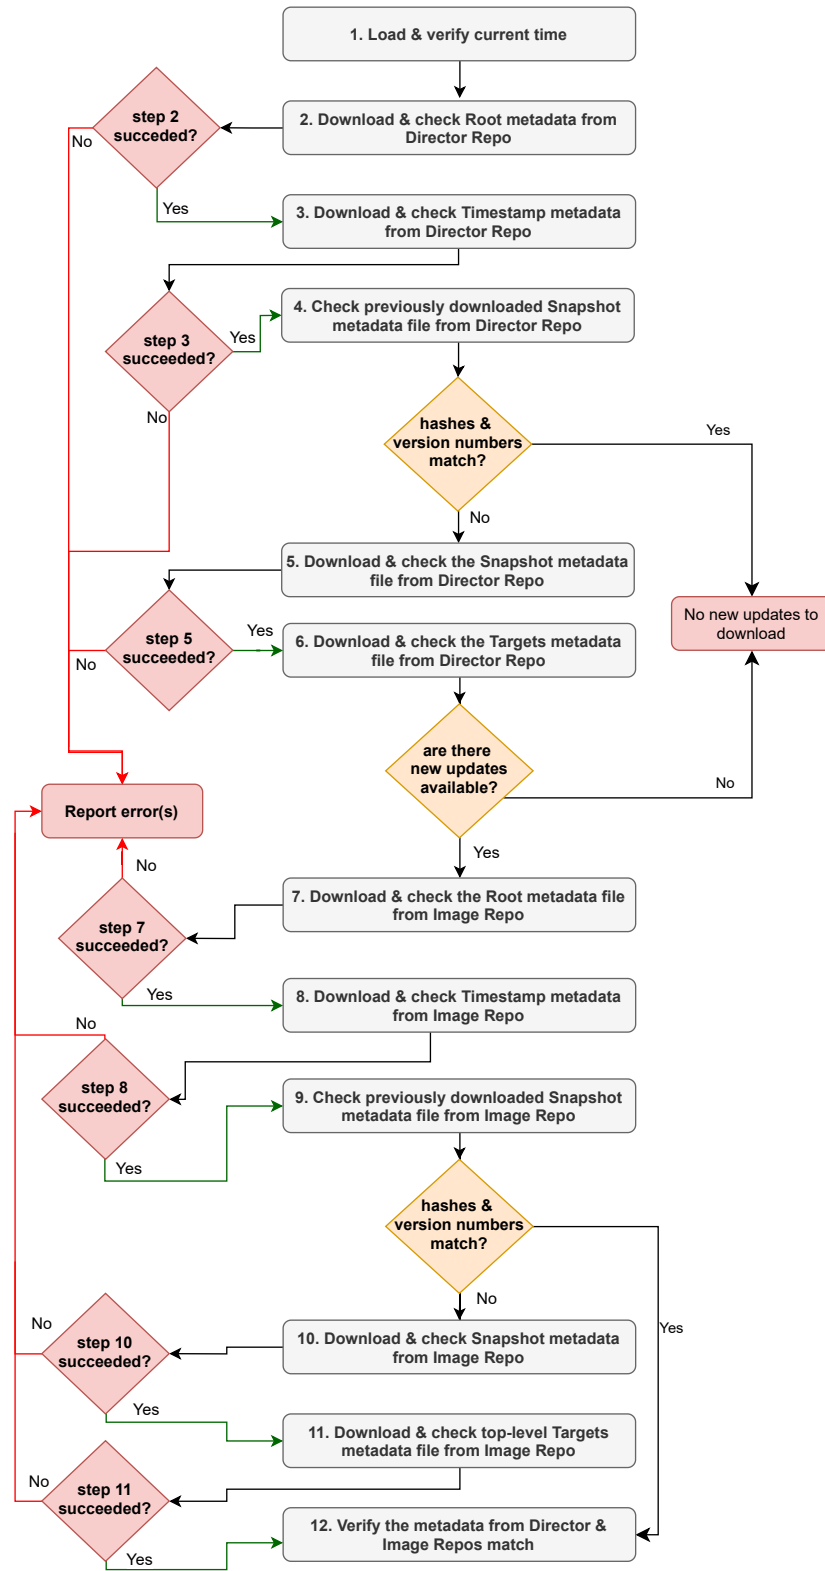 1. Load & verify current time
step 2
succeded?
2. Download & check Root metadata from
Director Repo
No
Yes
3. Download & check Timestamp metadata
from Director Repo
4. Check previously downloaded Snapshot
metadata file from Director Repo
step 3
succeeded?
Yes
No
hashes &
version numbers
match?
Yes
No
5. Download & check the Snapshot metadata
file from Director Repo
No new updates to
download
step 5
succeeded?
Yes
No
6. Download & check the Targets metadata
file from Director Repo
are there
new updates
available?
No
Yes
Report error(s)
No
7. Download & check the Root metadata file
from Image Repo
step 7
succeeded?
Yes
8. Download & check Timestamp metadata
from Image Repo
No
step 8
succeeded?
Yes
9. Check previously downloaded Snapshot
metadata file from Image Repo
hashes &
version numbers
match?
No
Yes
10. Download & check Snapshot metadata
from Image Repo
No
step 10
succeeded?
Yes
11. Download & check top-level Targets
metadata file from Image Repo
No
step 11
succeeded?
Yes
12. Verify the metadata from Director &
Image Repos match